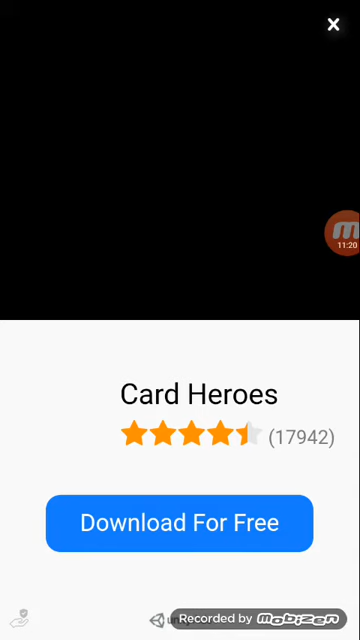 11:20
Card Heroes
(17942)
Download For Free
Recorded by MOBIZEN